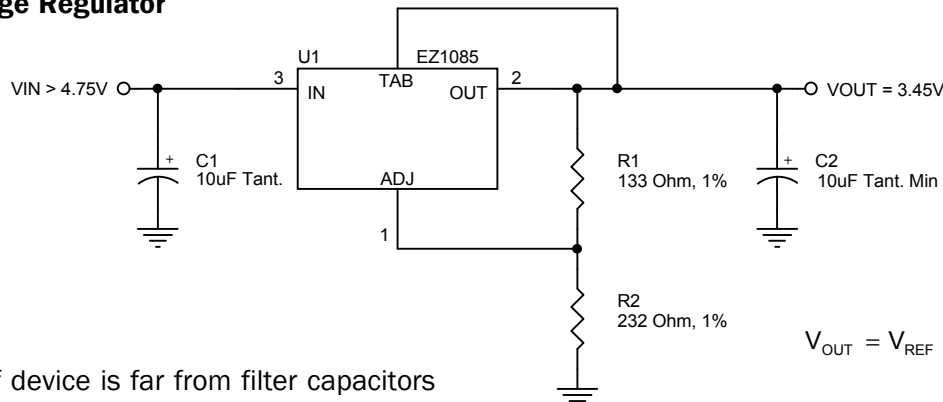 ge Regulator
U1 EZ1085
VIN > 4.75V 3 IN TAB OUT 2 VOUT = 3.45V
+ C1
10uF Tant.
R1
133 Ohm, 1%
+ C2
10uF Tant. Min
ADJ
1
R2
232 Ohm, 1%
VOUT = VREF
f device is far from filter capacitors